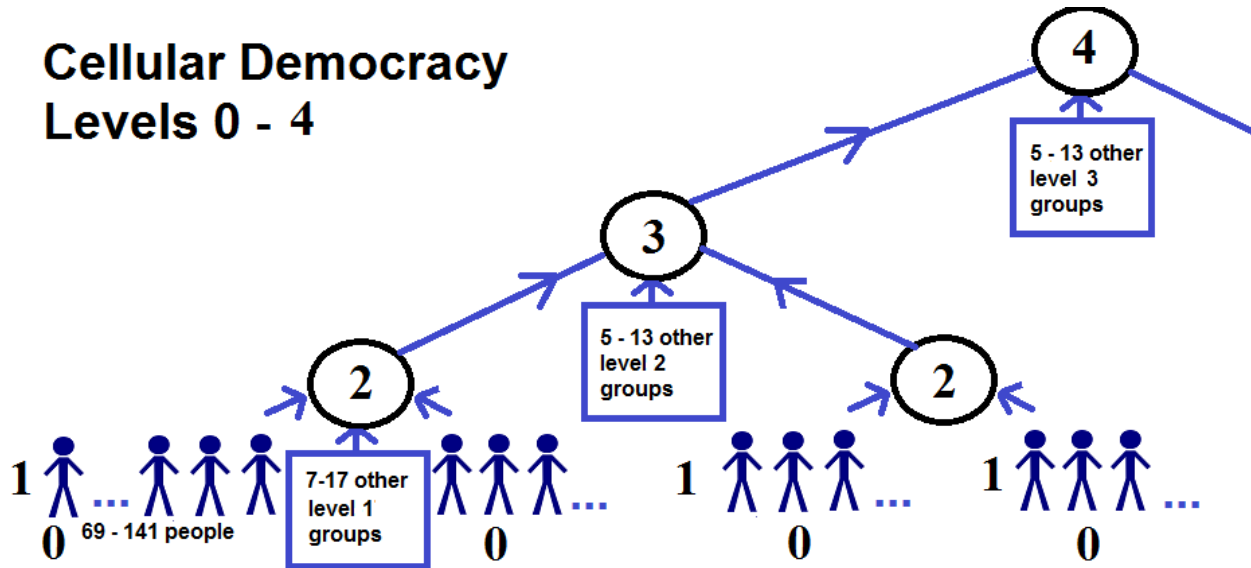 Cellular Democracy
Levels 0 - 4
4
5 - 13 other
level 3
groups
3
5 - 13 other
level 2
groups
2
2
1
...
7-17 other
level 1
groups
...
1
...
1
...
0
69 - 141 people
0
0
0